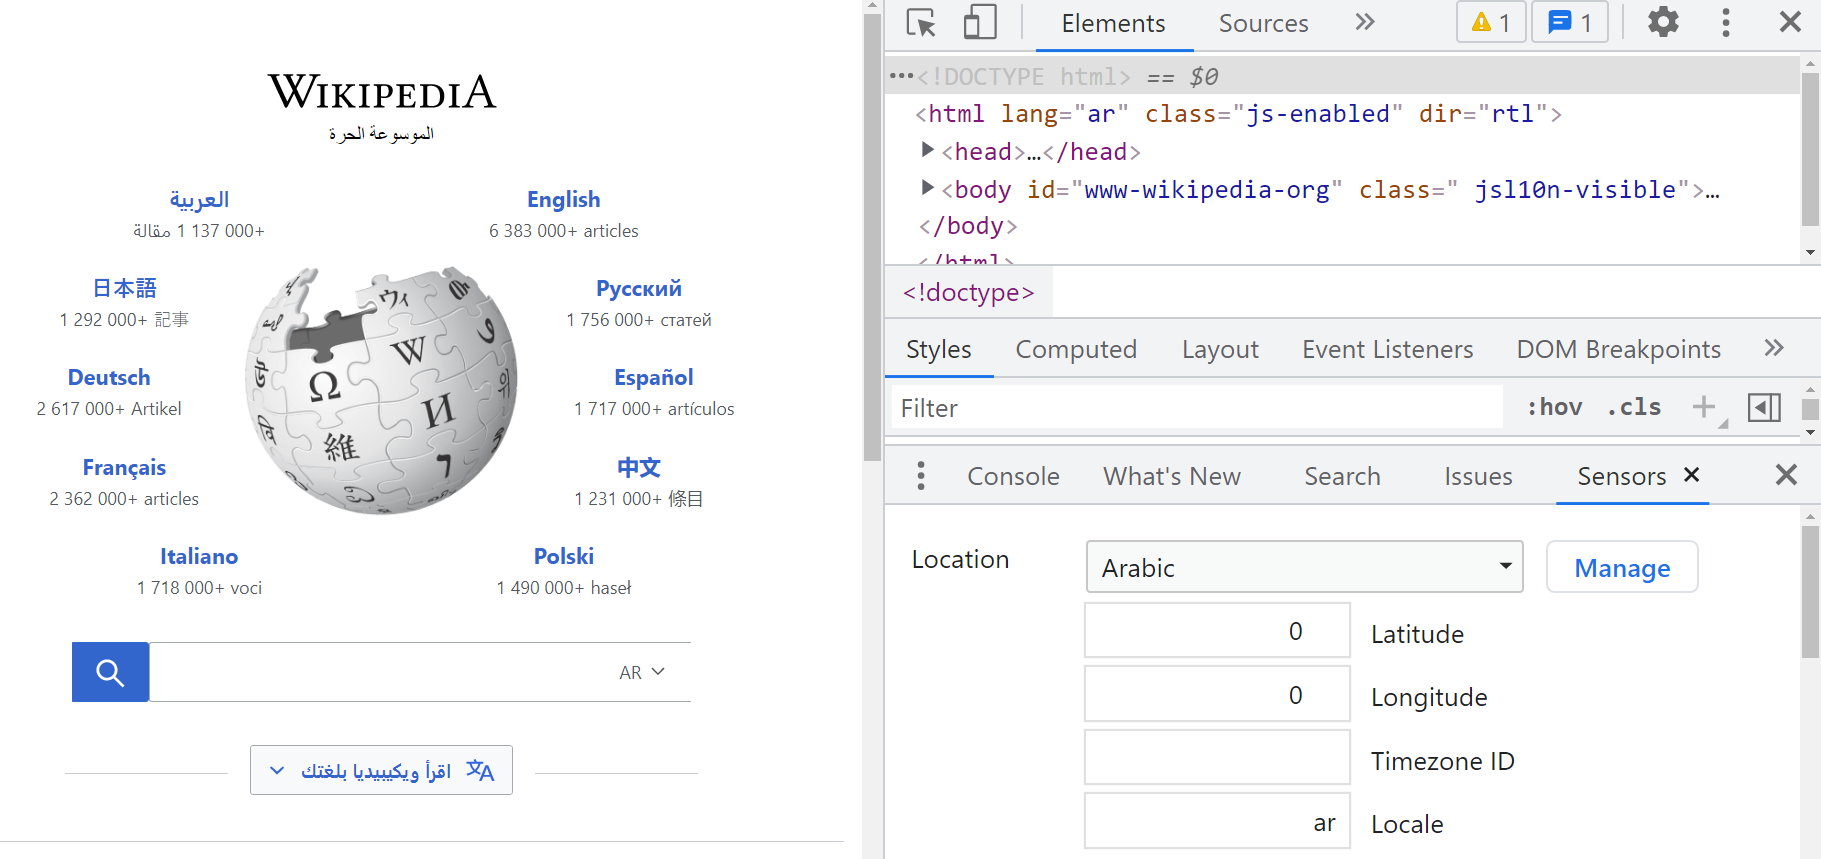 WIKIPEDIA
الموسوعة الحرة
العربية
1 137 000+ مقالة
English
6 383 000+ articles
日本語
1 292 000+ 記事
Русский
1 756 000+ статей
Deutsch
2 617 000+ Artikel
Español
1 717 000+ artículos
Français
2 362 000+ articles
中文
1 231 000+ 條目
Italiano
1 718 000+ voci
Polski
1 490 000+ haseł
Ω W И 維 ウィ
AR
اقرأ ويكيبيديا بلغتك
Elements Sources 1 1
<!DOCTYPE html> == $0
<html lang="ar" class="js-enabled" dir="rtl">
<head>…</head>
<body id="www-wikipedia-org" class=" jsl10n-visible">…
</body>
</html>
<!doctype>
Styles Computed Layout Event Listeners DOM Breakpoints
Filter :hov .cls
Console What's New Search Issues Sensors
Location Arabic Manage
0 Latitude
0 Longitude
Timezone ID
ar Locale